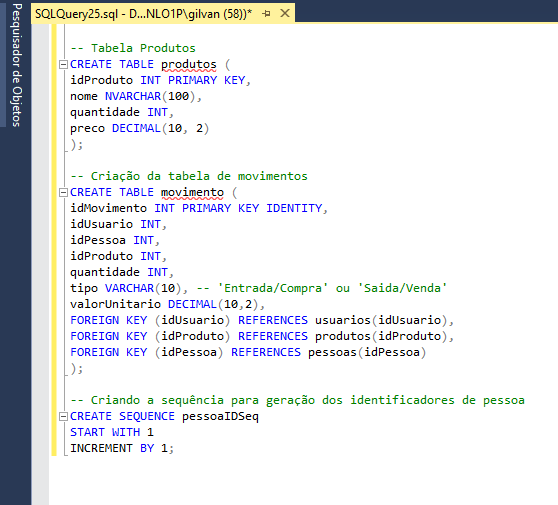 SQLQuery25.sql - D...NLO1P\gilvan (58))*
Pesquisador de Objetos
-- Tabela Produtos
CREATE TABLE produtos (
idProduto INT PRIMARY KEY,
nome NVARCHAR(100),
quantidade INT,
preco DECIMAL(10, 2)
);
-- Criação da tabela de movimentos
CREATE TABLE movimento (
idMovimento INT PRIMARY KEY IDENTITY,
idUsuario INT,
idPessoa INT,
idProduto INT,
quantidade INT,
tipo VARCHAR(10), -- 'Entrada/Compra' ou 'Saida/Venda'
valorUnitario DECIMAL(10,2),
FOREIGN KEY (idUsuario) REFERENCES usuarios(idUsuario),
FOREIGN KEY (idProduto) REFERENCES produtos(idProduto),
FOREIGN KEY (idPessoa) REFERENCES pessoas(idPessoa)
);
-- Criando a sequência para geração dos identificadores de pessoa
CREATE SEQUENCE pessoaIDSeq
START WITH 1
INCREMENT BY 1;